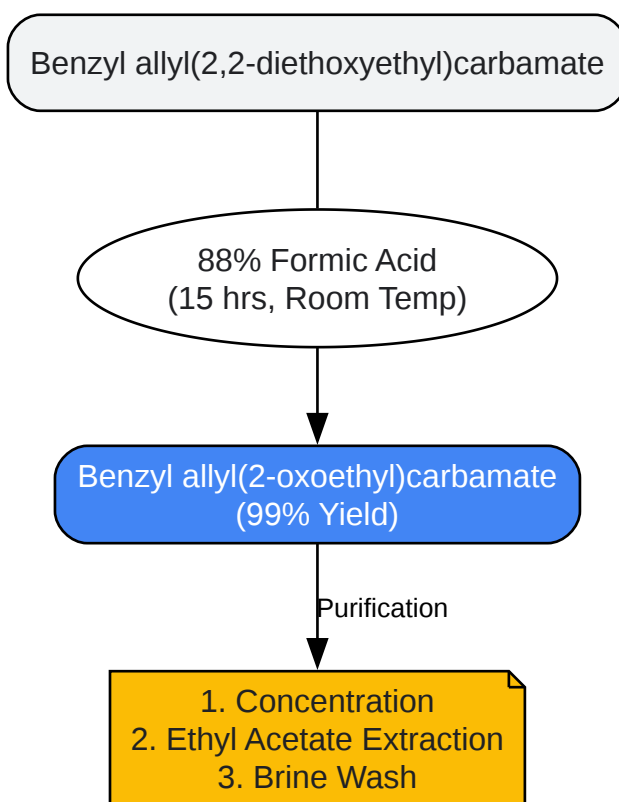 Benzyl allyl(2,2-diethoxyethyl)carbamate
88% Formic Acid
(15 hrs, Room Temp)
Benzyl allyl(2-oxoethyl)carbamate
(99% Yield)
Purification
1. Concentration
2. Ethyl Acetate Extraction
3. Brine Wash